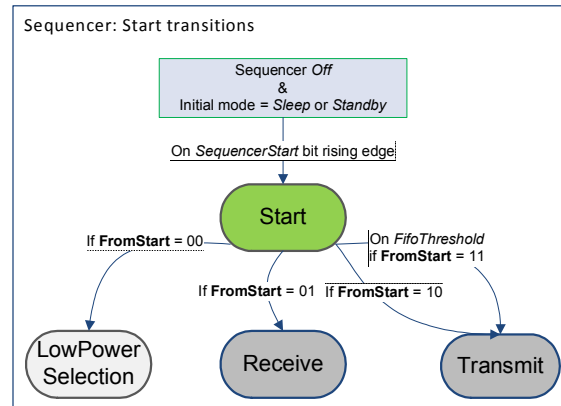 Sequencer: Start transitions
Sequencer Off
&
Initial mode = Sleep or Standby
On SequencerStart bit rising edge
Start
If FromStart = 00
On FifoThreshold
if FromStart = 11
If FromStart = 01
If FromStart = 10
LowPower
Selection
Receive
Transmit